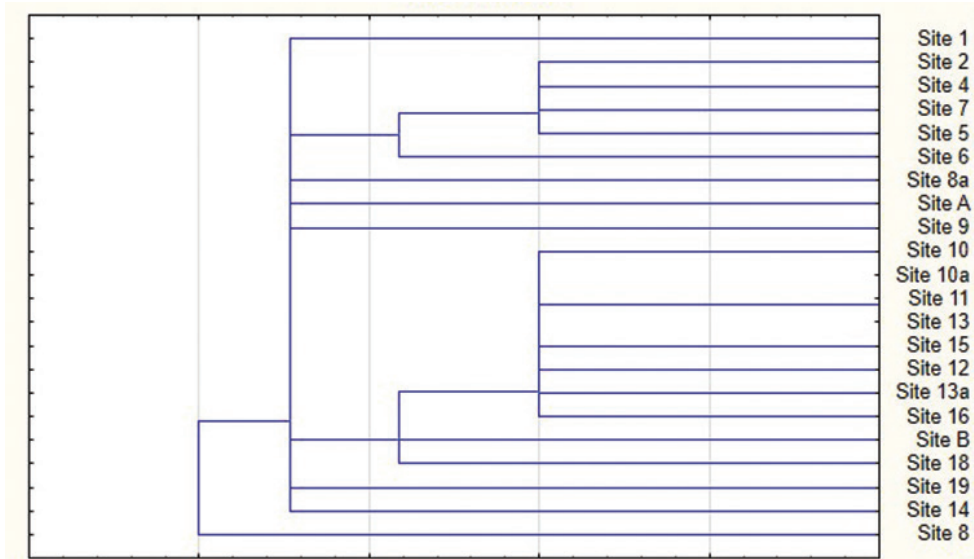 Site 1
Site 2
Site 4
Site 7
Site 5
Site 6
Site 8a
Site A
Site 9
Site 10
Site 10a
Site 11
Site 13
Site 15
Site 12
Site 13a
Site 16
Site B
Site 18
Site 19
Site 14
Site 8